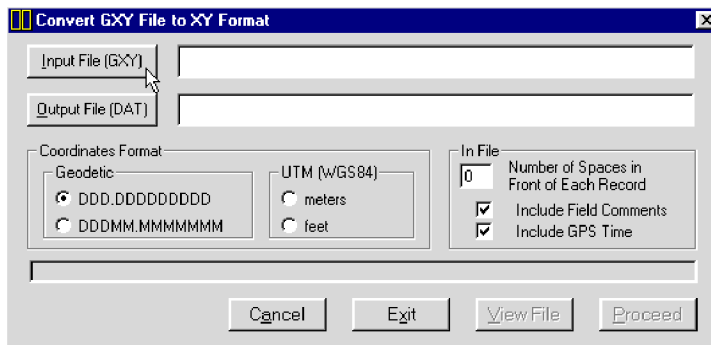 Convert GXY File to XY Format
Input File (GXY)
Output File (DAT)
Coordinates Format
Geodetic
DDD.DDDDDDDDD
DDDMM.MMMMMMM
UTM (WGS84)
meters
feet
In File
0
Number of Spaces in
Front of Each Record
Include Field Comments
Include GPS Time
Cancel
Exit
View File
Proceed